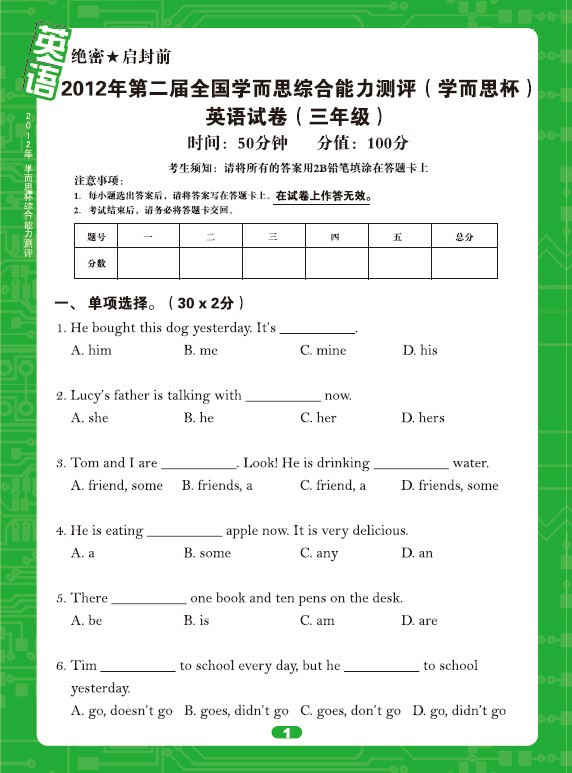 英语
2012年 学而思杯综合能力测评
绝密★启封前
2012年第二届全国学而思综合能力测评（学而思杯）
英语试卷（三年级）
时间：50分钟 分值：100分
考生须知：请将所有的答案用2B铅笔填涂在答题卡上
注意事项：
1. 每小题选出答案后，请将答案写在答题卡上。在试卷上作答无效。
2. 考试结束后，请务必将答题卡交回。
题号 一 二 三 四 五 总分
分数
一、 单项选择。（30 x 2分）
1. He bought this dog yesterday. It's __________.
A. him B. me C. mine D. his
2. Lucy's father is talking with __________ now.
A. she B. he C. her D. hers
3. Tom and I are __________. Look! He is drinking __________ water.
A. friend, some B. friends, a C. friend, a D. friends, some
4. He is eating __________ apple now. It is very delicious.
A. a B. some C. any D. an
5. There __________ one book and ten pens on the desk.
A. be B. is C. am D. are
6. Tim __________ to school every day, but he __________ to school
yesterday.
A. go, doesn't go B. goes, didn't go C. goes, don't go D. go, didn't go
1